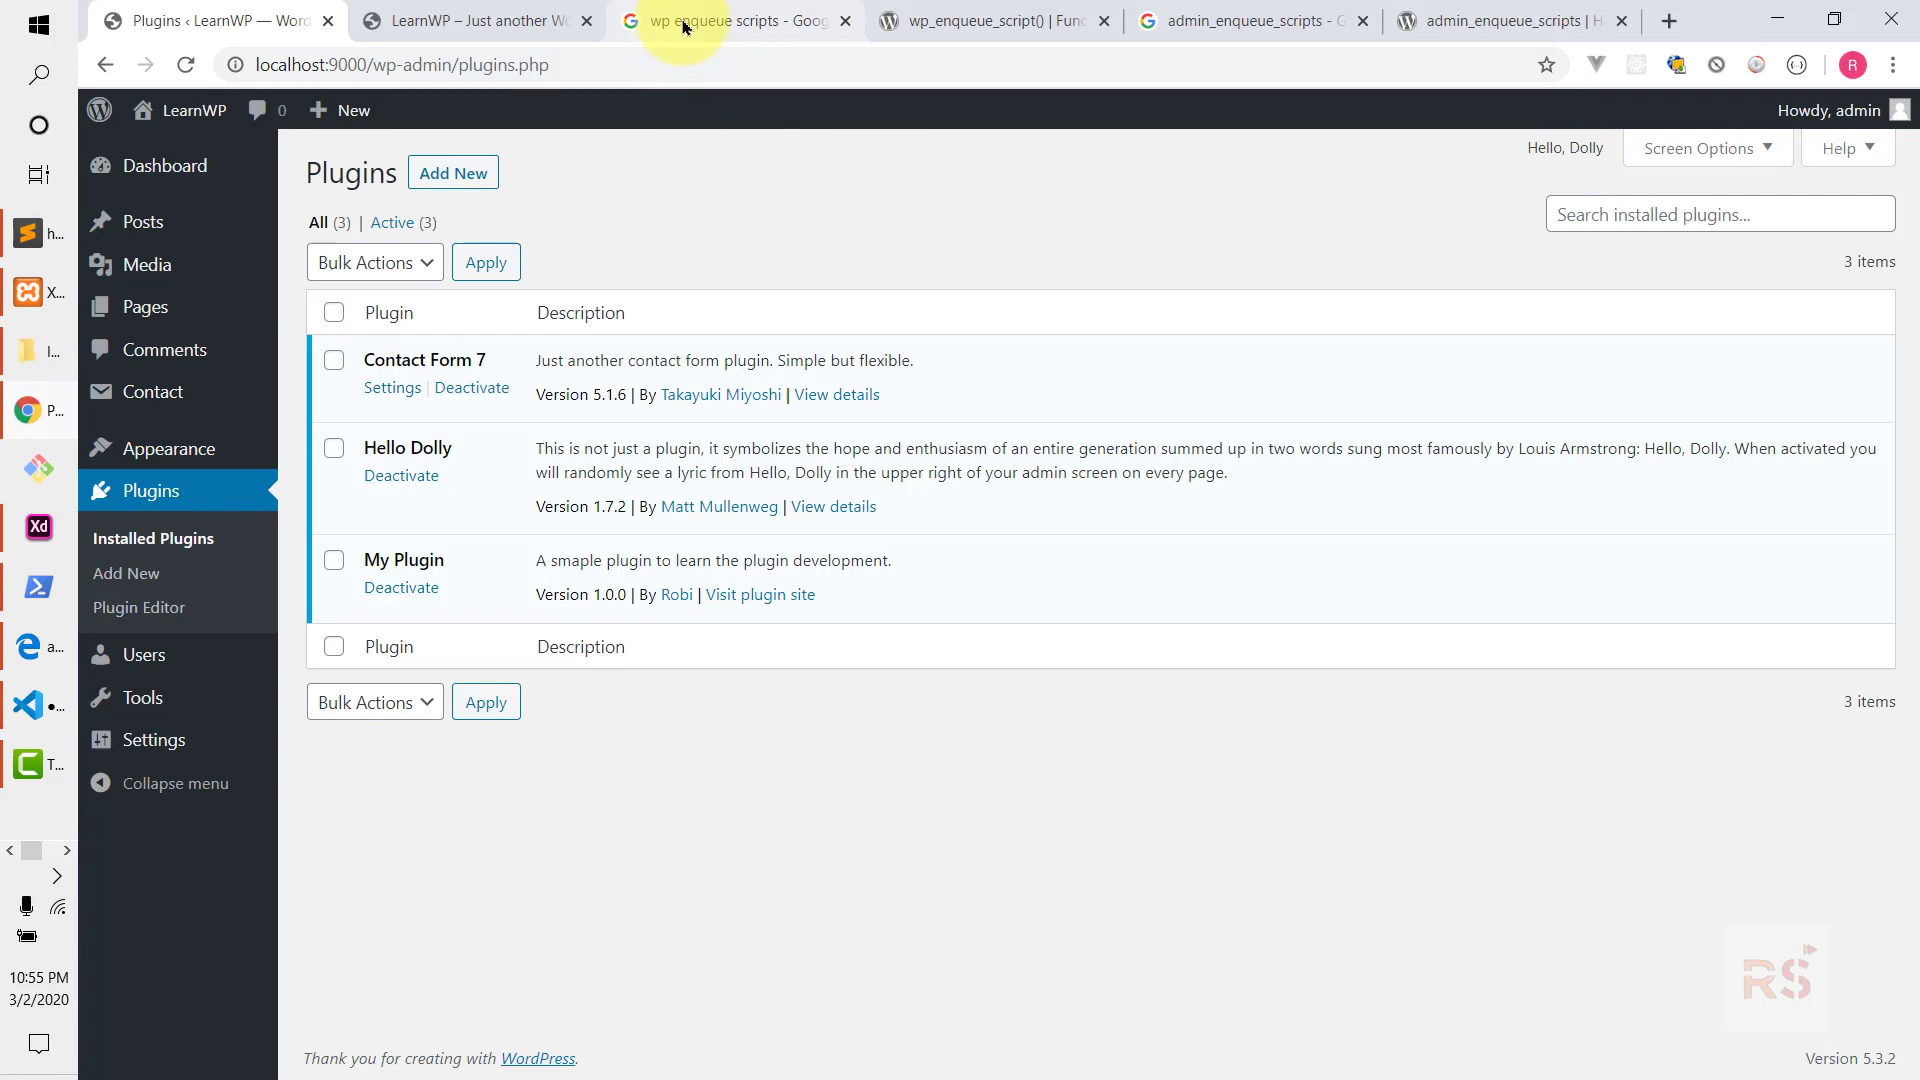 Plugins ‹ LearnWP — Word
LearnWP – Just another Wo
wp enqueue scripts - Goog
wp_enqueue_script() | Func
admin_enqueue_scripts - G
admin_enqueue_scripts | H
localhost:9000/wp-admin/plugins.php
R
LearnWP
0
New
Howdy, admin
Dashboard
Posts
Media
Pages
Comments
Contact
Appearance
Plugins
Installed Plugins
Add New
Plugin Editor
Users
Tools
Settings
Collapse menu
Hello, Dolly
Screen Options
Help
Plugins
Add New
All (3) | Active (3)
Search installed plugins...
Bulk Actions
Apply
3 items
Plugin
Description
Contact Form 7
Just another contact form plugin. Simple but flexible.
Settings | Deactivate
Version 5.1.6 | By Takayuki Miyoshi | View details
Hello Dolly
This is not just a plugin, it symbolizes the hope and enthusiasm of an entire generation summed up in two words sung most famously by Louis Armstrong: Hello, Dolly. When activated you
will randomly see a lyric from Hello, Dolly in the upper right of your admin screen on every page.
Deactivate
Version 1.7.2 | By Matt Mullenweg | View details
My Plugin
A smaple plugin to learn the plugin development.
Deactivate
Version 1.0.0 | By Robi | Visit plugin site
Plugin
Description
Bulk Actions
Apply
3 items
Thank you for creating with WordPress.
Version 5.3.2
h...
X...
l...
P...
Xd
a...
●...
T...
10:55 PM
3/2/2020
RS